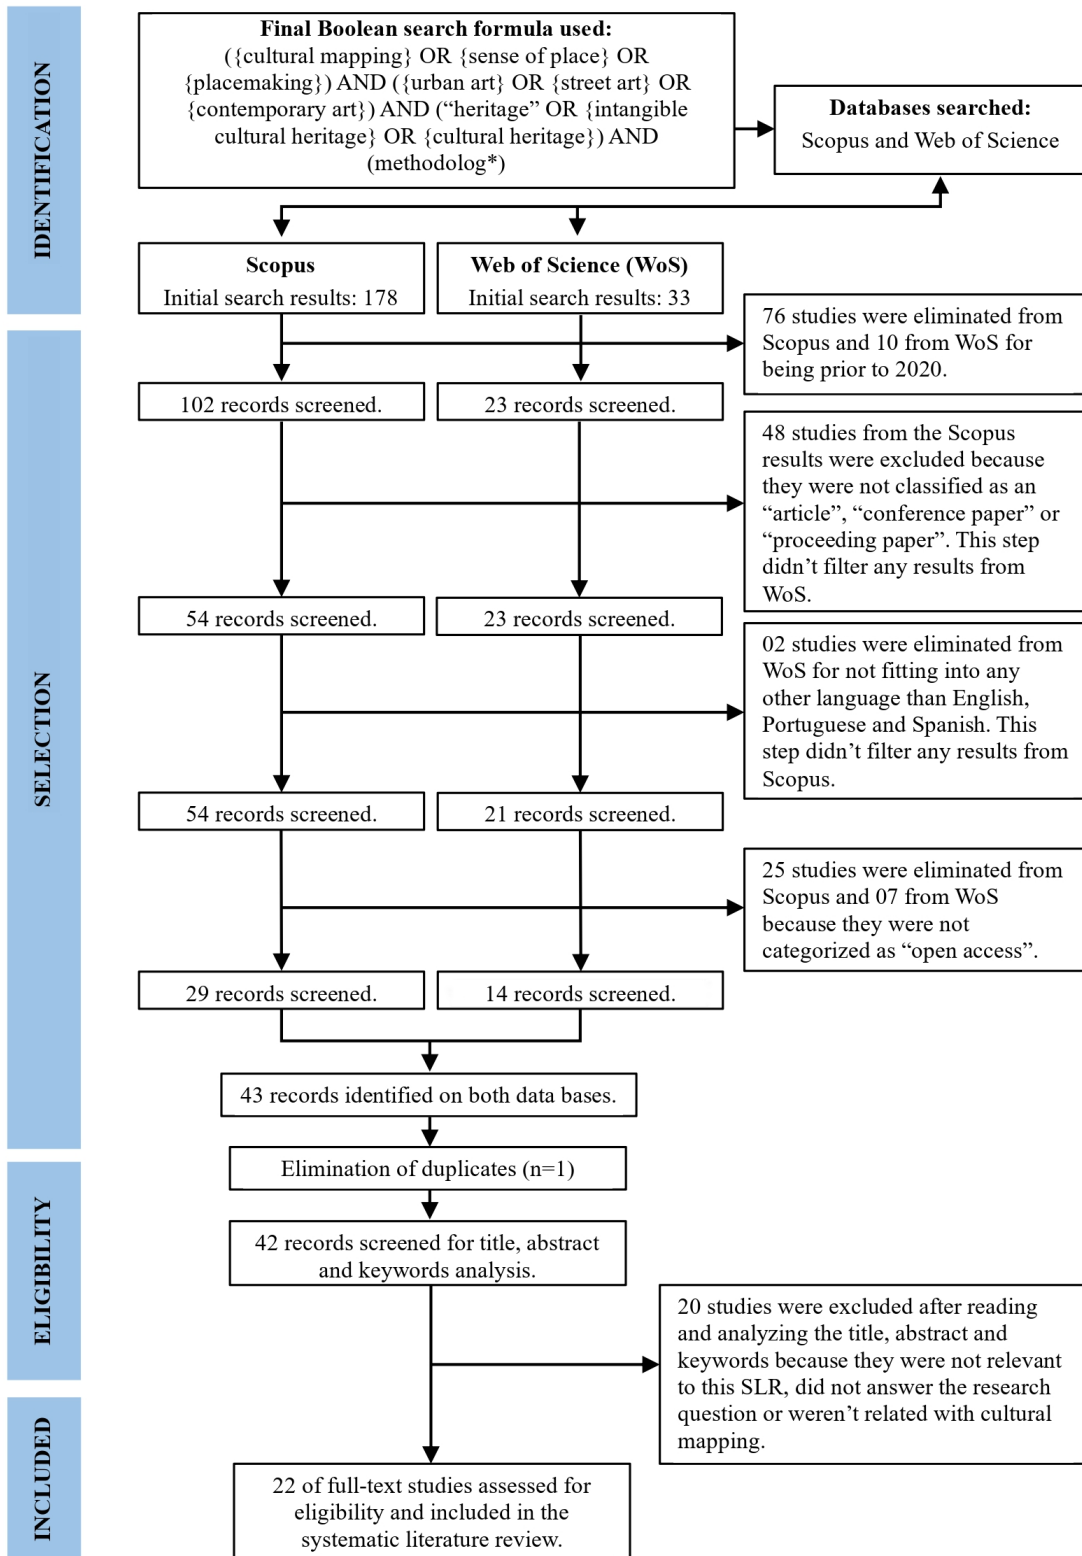 IDENTIFICATION
Final Boolean search formula used:
({cultural mapping} OR {sense of place} OR
{placemaking}) AND ({urban art} OR {street art} OR
{contemporary art}) AND (“heritage” OR {intangible
cultural heritage} OR {cultural heritage}) AND
(methodolog*)
Databases searched:
Scopus and Web of Science
Scopus
Initial search results: 178
Web of Science (WoS)
Initial search results: 33
SELECTION
76 studies were eliminated from
Scopus and 10 from WoS for
being prior to 2020.
102 records screened.
23 records screened.
48 studies from the Scopus
results were excluded because
they were not classified as an
“article”, “conference paper” or
“proceeding paper”. This step
didn’t filter any results from
WoS.
54 records screened.
23 records screened.
02 studies were eliminated from
WoS for not fitting into any
other language than English,
Portuguese and Spanish. This
step didn’t filter any results from
Scopus.
54 records screened.
21 records screened.
25 studies were eliminated from
Scopus and 07 from WoS
because they were not
categorized as “open access”.
29 records screened.
14 records screened.
43 records identified on both data bases.
Elimination of duplicates (n=1)
ELIGIBILITY
42 records screened for title, abstract
and keywords analysis.
20 studies were excluded after reading
and analyzing the title, abstract and
keywords because they were not relevant
to this SLR, did not answer the research
question or weren’t related with cultural
mapping.
INCLUDED
22 of full-text studies assessed for
eligibility and included in the
systematic literature review.